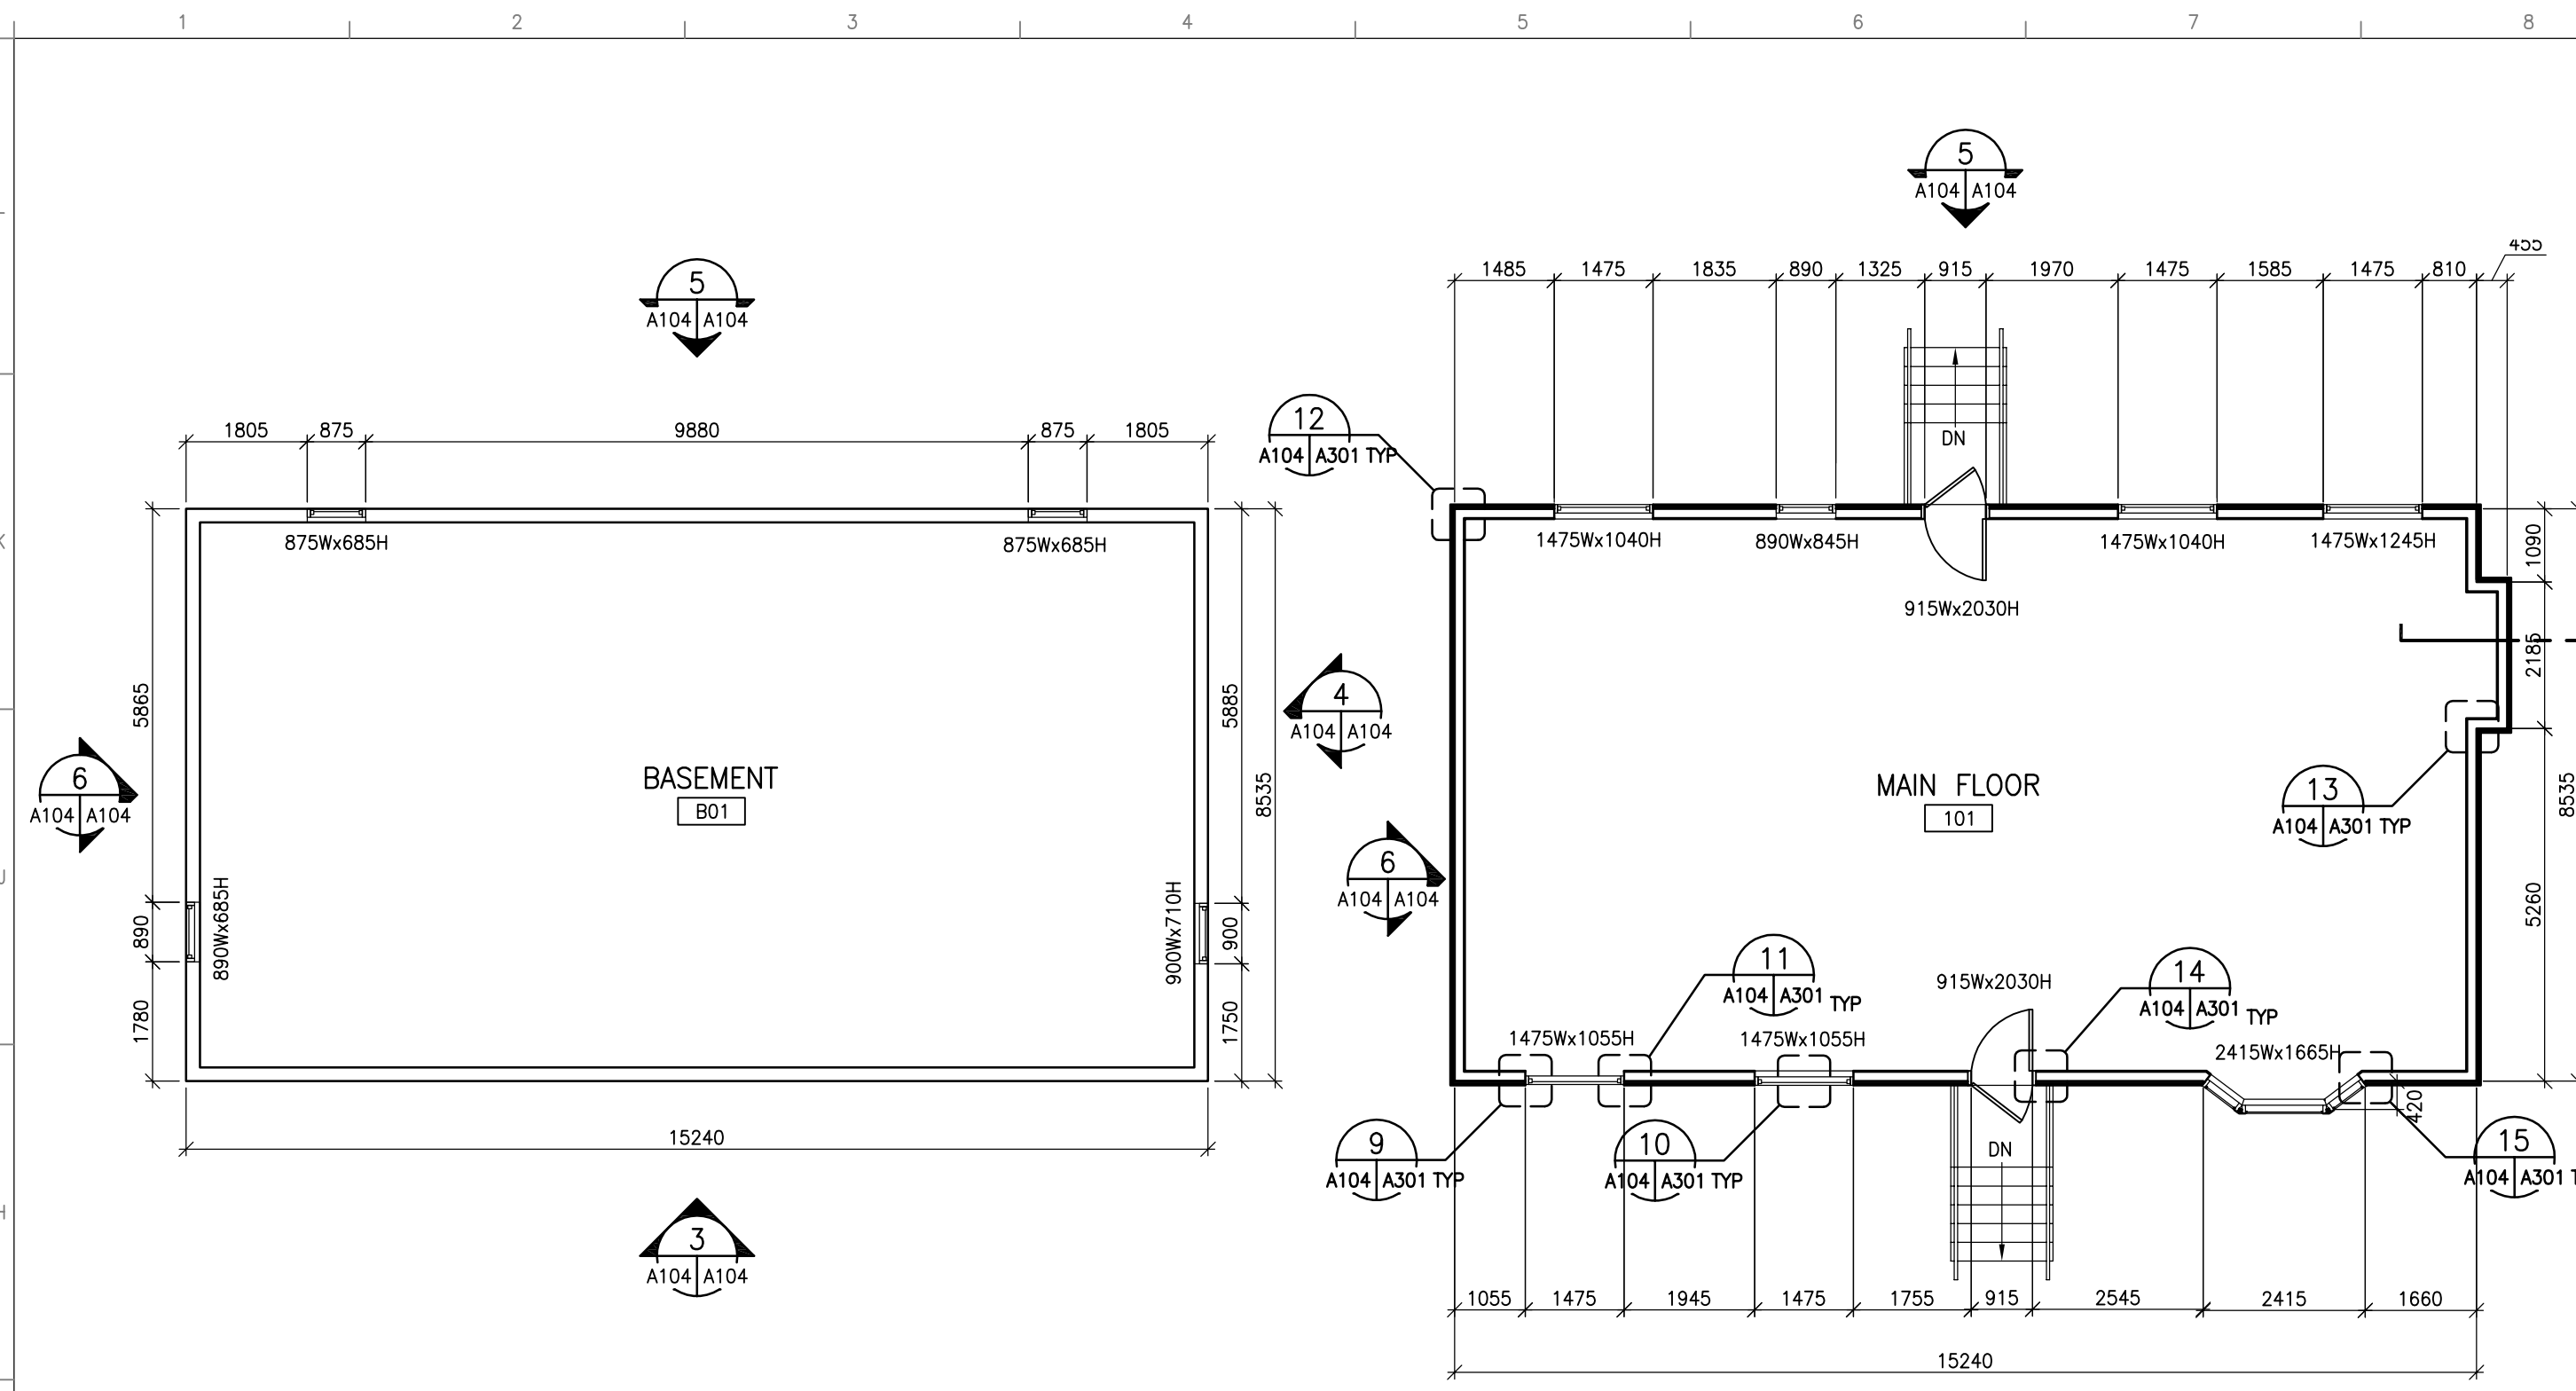 1 2 3 4 5 6 7 8
5
A104 A104
5
A104 A104
455
1485 1475 1835 890 1325 915 1970 1475 1585 1475 810
1805 875 9880 875 1805
12
A104 A301 TYP
DN
875Wx685H 875Wx685H
1475Wx1040H 890Wx845H 1475Wx1040H 1475Wx1245H
915Wx2030H
1090
2185
5260
8535
5865
890
1780
890Wx685H
6
A104 A104
BASEMENT
B01
900Wx710H
5885
900
1750
8535
4
A104 A104
6
A104 A104
MAIN FLOOR
101
13
A104 A301 TYP
K
J
H
11
A104 A301 TYP
915Wx2030H
14
A104 A301 TYP
1475Wx1055H 1475Wx1055H
2415Wx1665H
420
9
A104 A301 TYP
10
A104 A301 TYP
DN
15
A104 A301 T
15240
3
A104 A104
1055 1475 1945 1475 1755 915 2545 2415 1660
15240